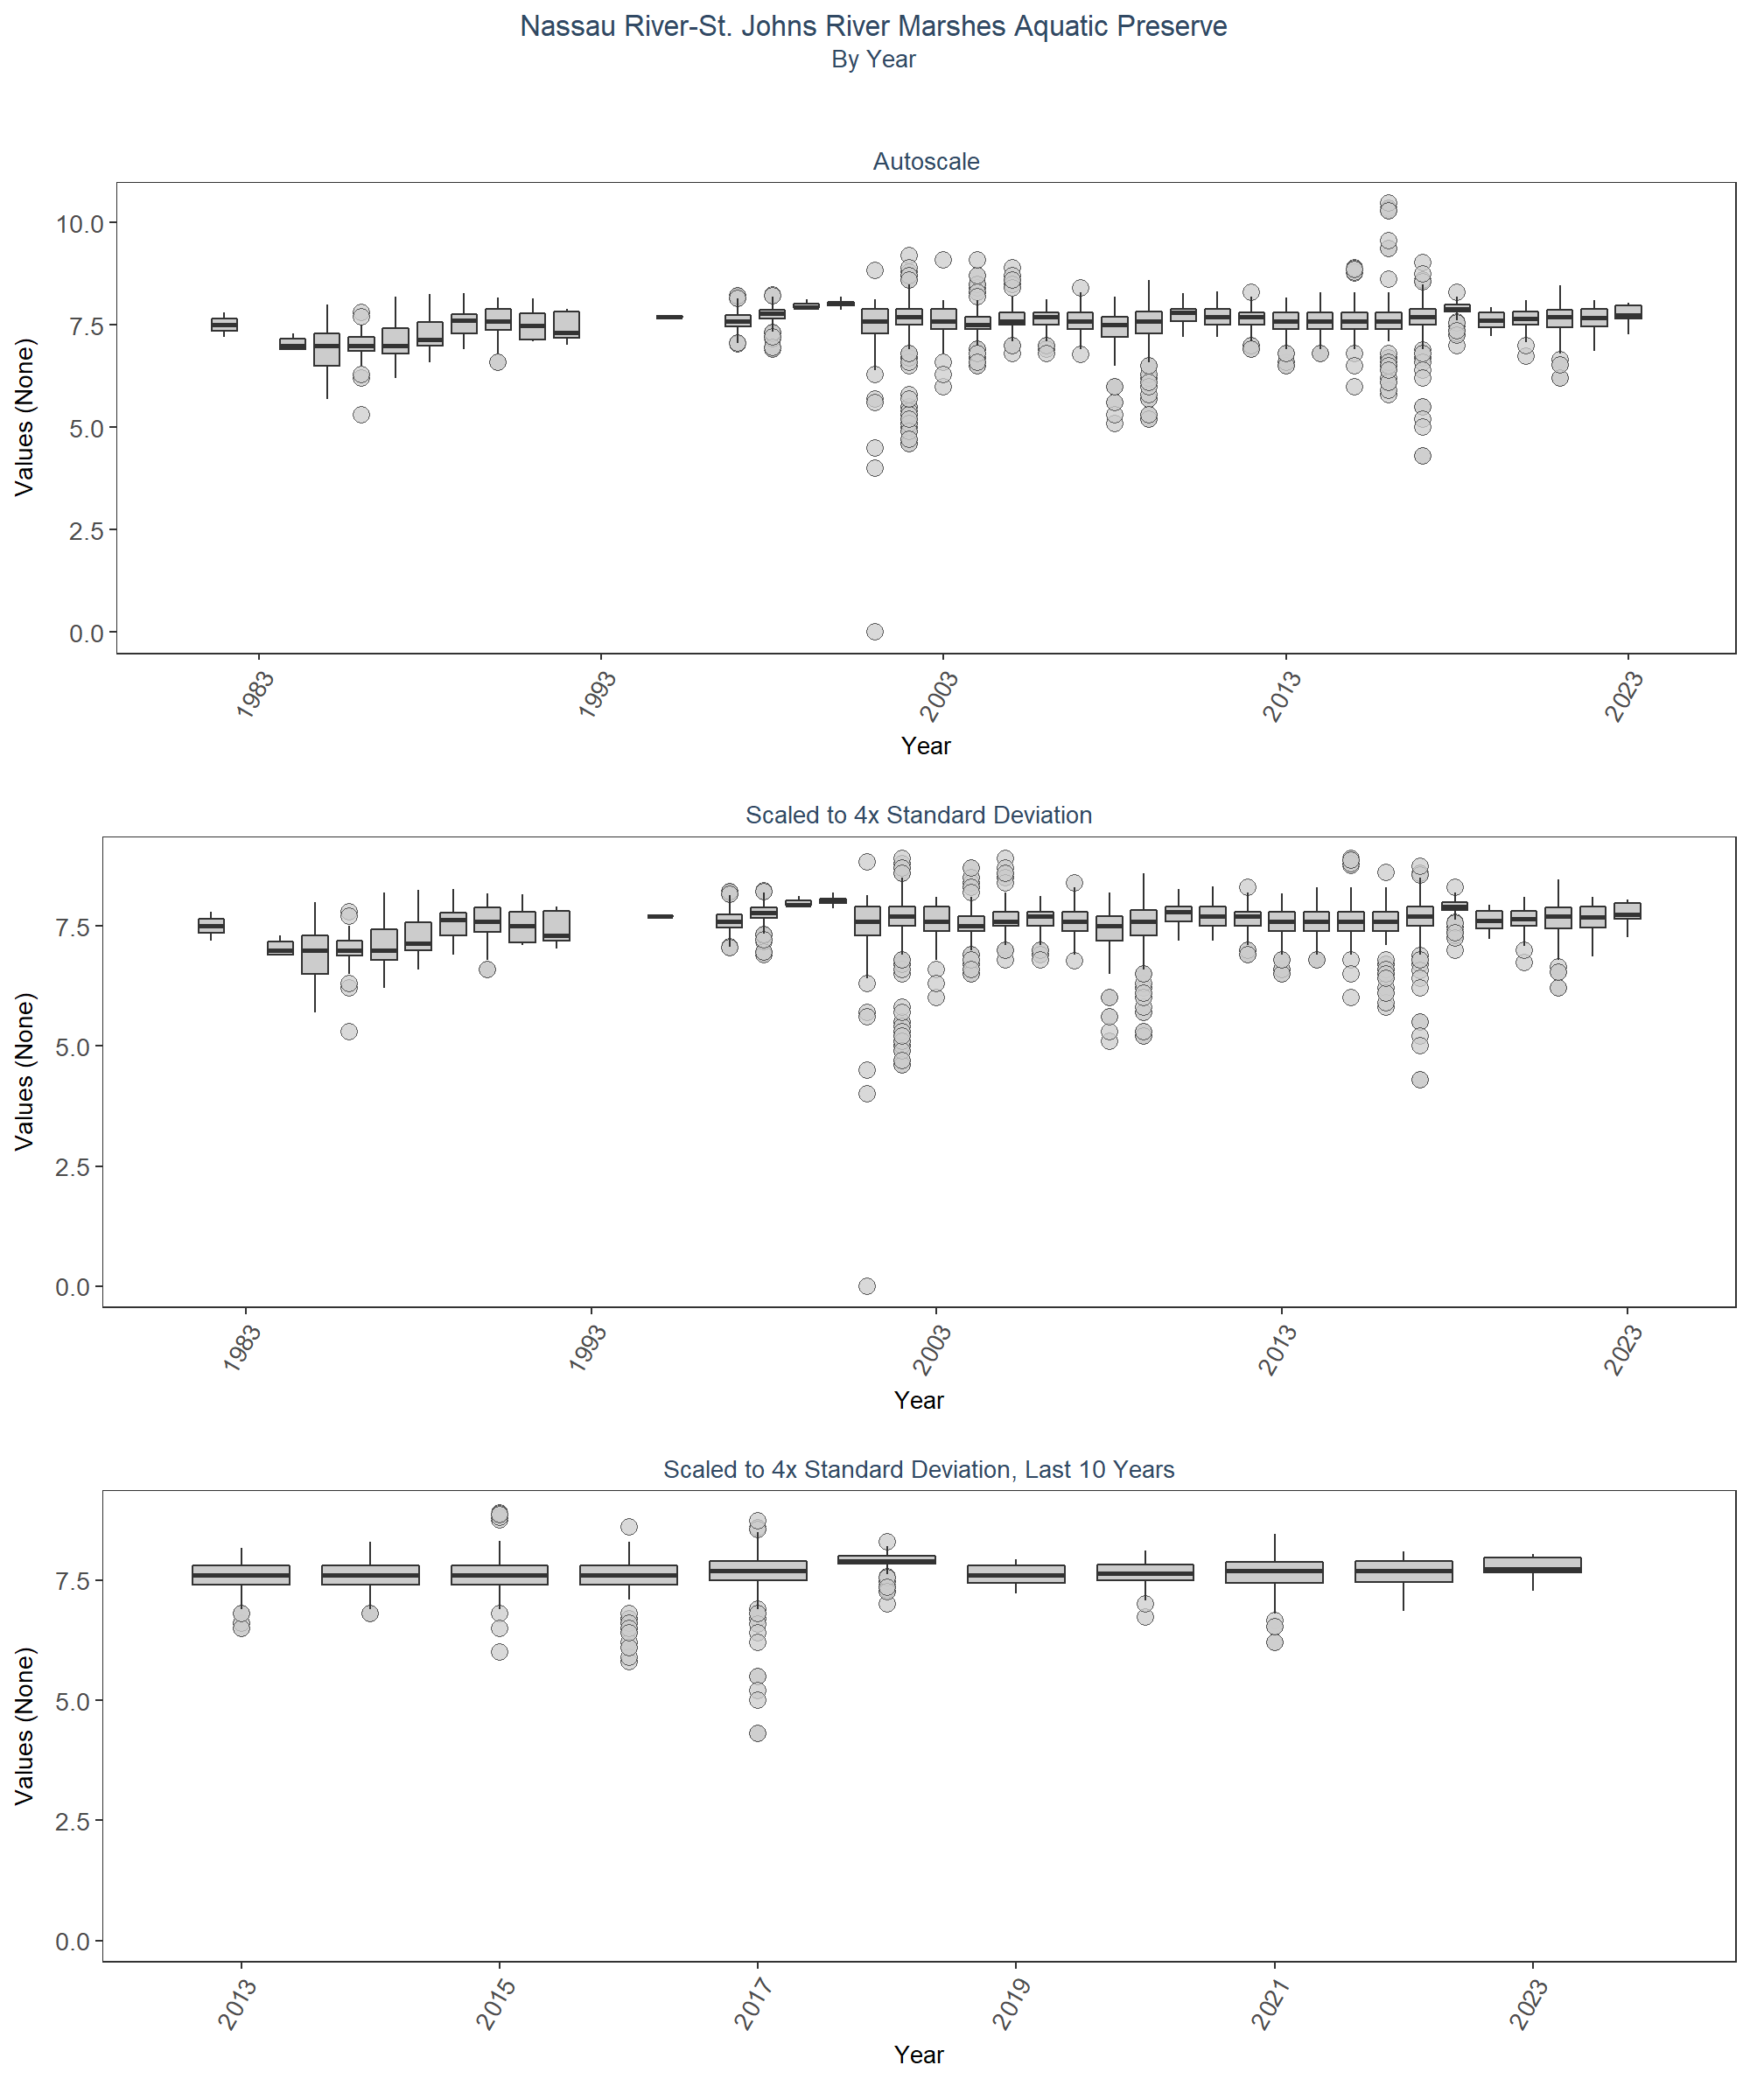 Nassau River-St. Johns River Marshes Aquatic Preserve
By Year
Autoscale
Values (None)
10.0
7.5
5.0
2.5
0.0
1983
1993
2003
2013
2023
Year
Scaled to 4x Standard Deviation
Values (None)
7.5
5.0
2.5
0.0
1983
1993
2003
2013
2023
Year
Scaled to 4x Standard Deviation, Last 10 Years
Values (None)
7.5
5.0
2.5
0.0
2013
2015
2017
2019
2021
2023
Year